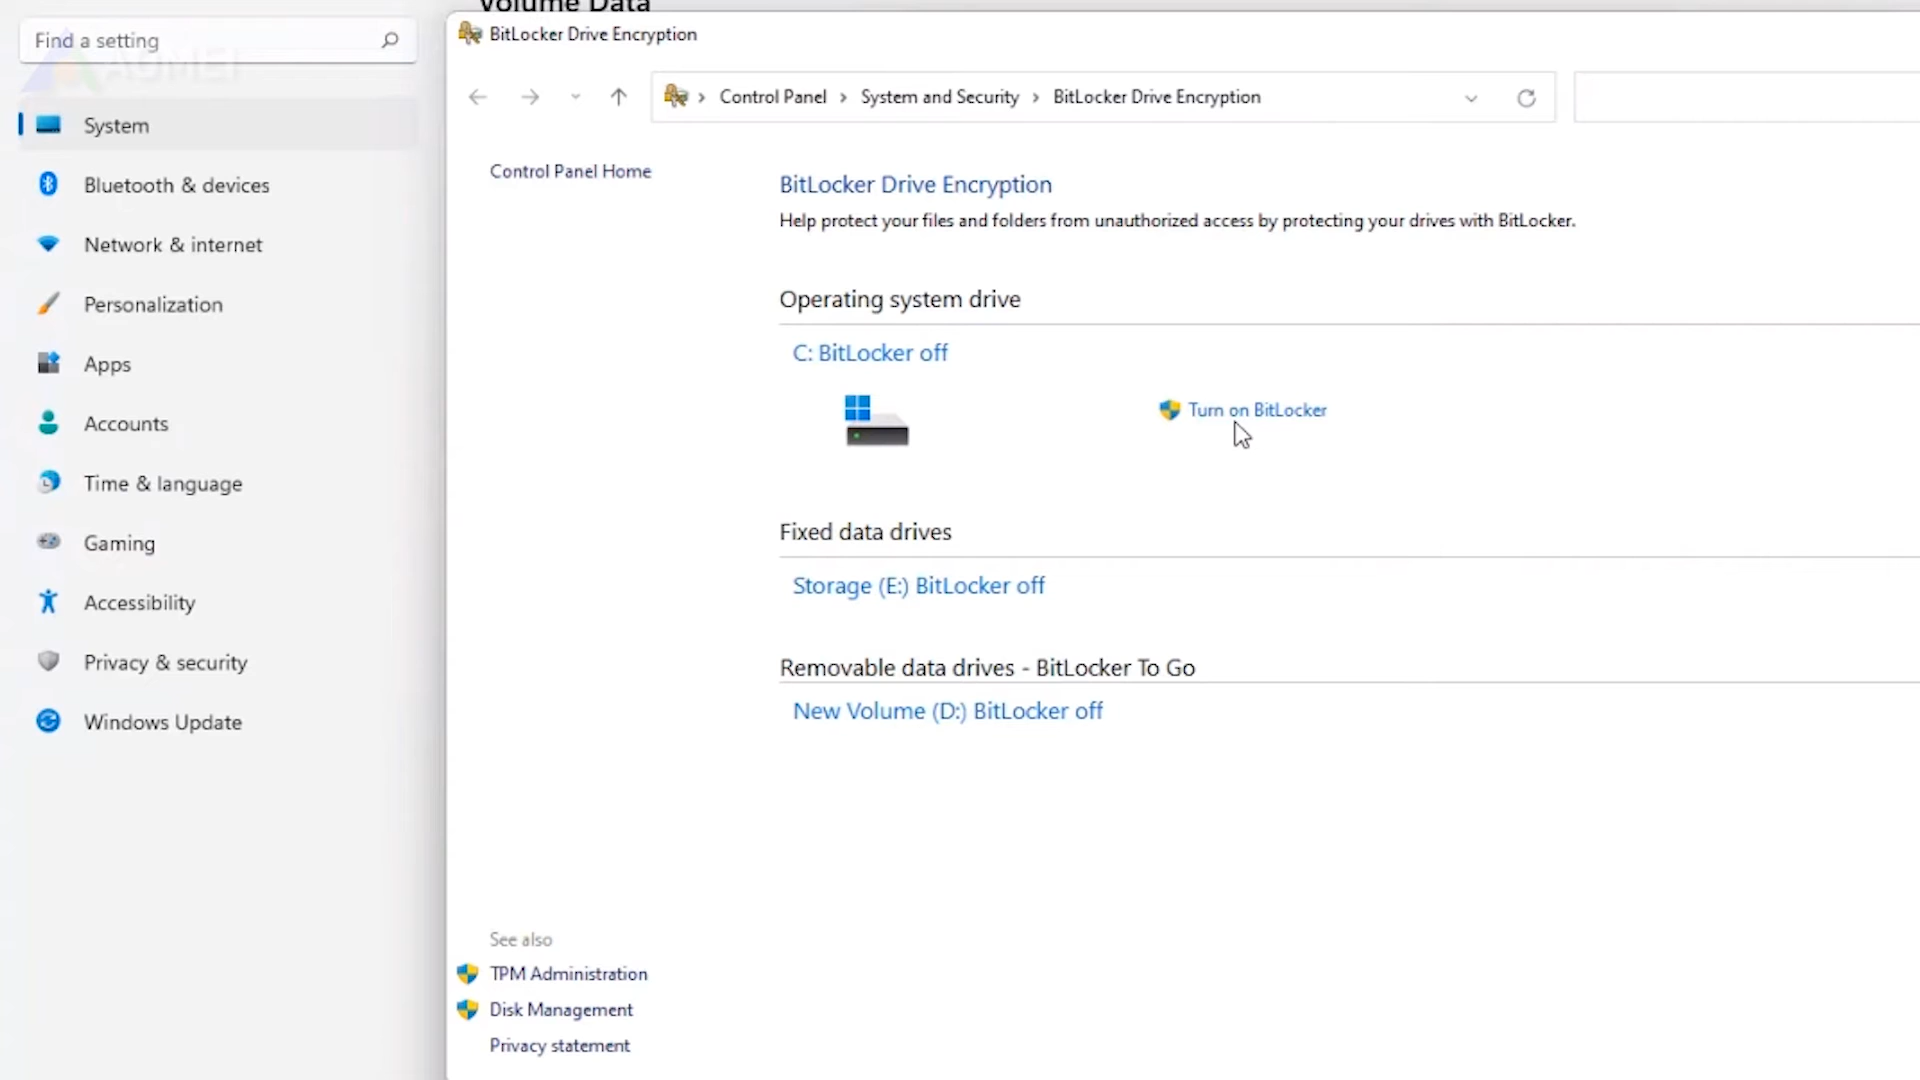 Volume Data
Find a setting
AOMEI
System
Bluetooth & devices
Network & internet
Personalization
Apps
Accounts
Time & language
Gaming
Accessibility
Privacy & security
Windows Update
BitLocker Drive Encryption
Control Panel › System and Security › BitLocker Drive Encryption
Control Panel Home
BitLocker Drive Encryption
Help protect your files and folders from unauthorized access by protecting your drives with BitLocker.
Operating system drive
C: BitLocker off
Turn on BitLocker
Fixed data drives
Storage (E:) BitLocker off
Removable data drives - BitLocker To Go
New Volume (D:) BitLocker off
See also
TPM Administration
Disk Management
Privacy statement